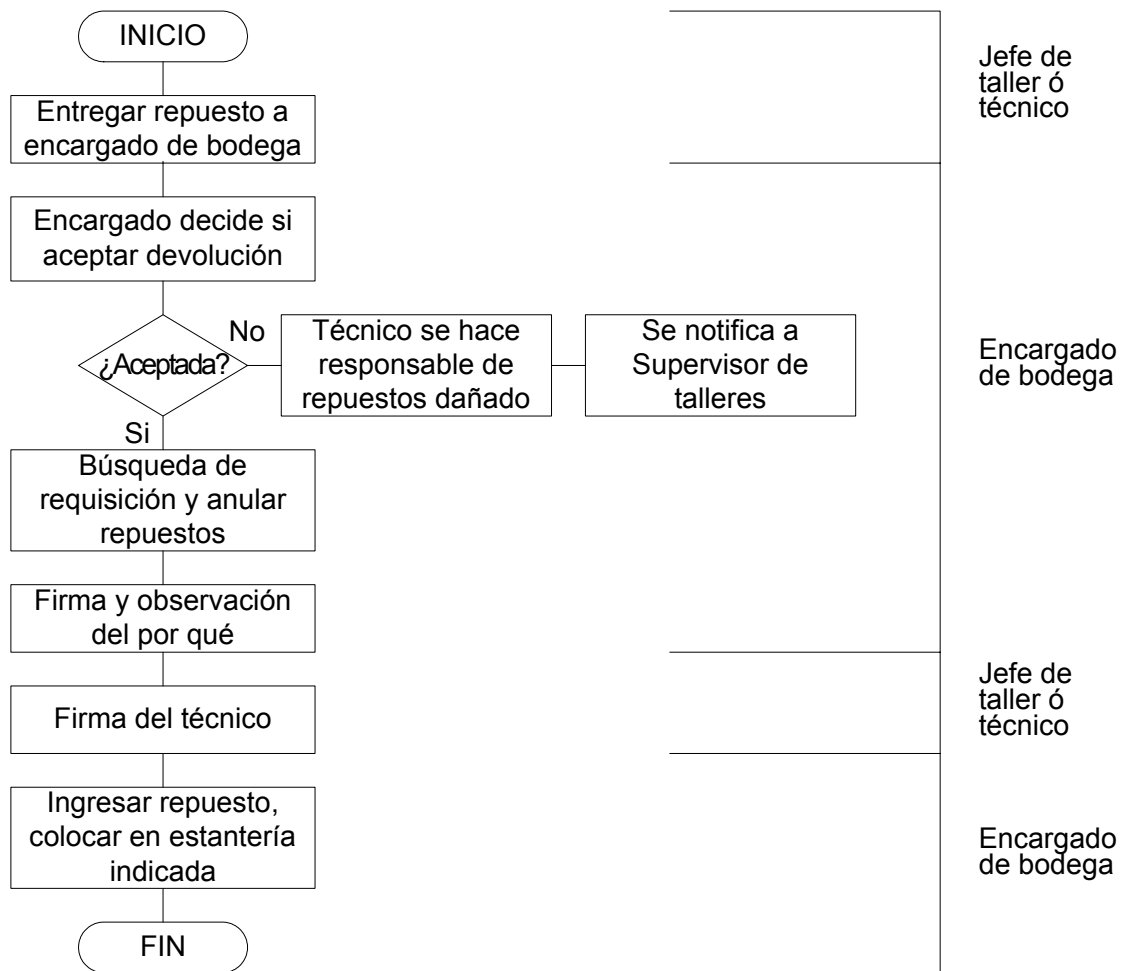 INICIO
Jefe de
taller ó
técnico
Entregar repuesto a
encargado de bodega
Encargado decide si
aceptar devolución
¿Aceptada?
No
Técnico se hace
responsable de
repuestos dañado
Se notifica a
Supervisor de
talleres
Encargado
de bodega
Si
Búsqueda de
requisición y anular
repuestos
Firma y observación
del por qué
Jefe de
taller ó
técnico
Firma del técnico
Ingresar repuesto,
colocar en estantería
indicada
Encargado
de bodega
FIN